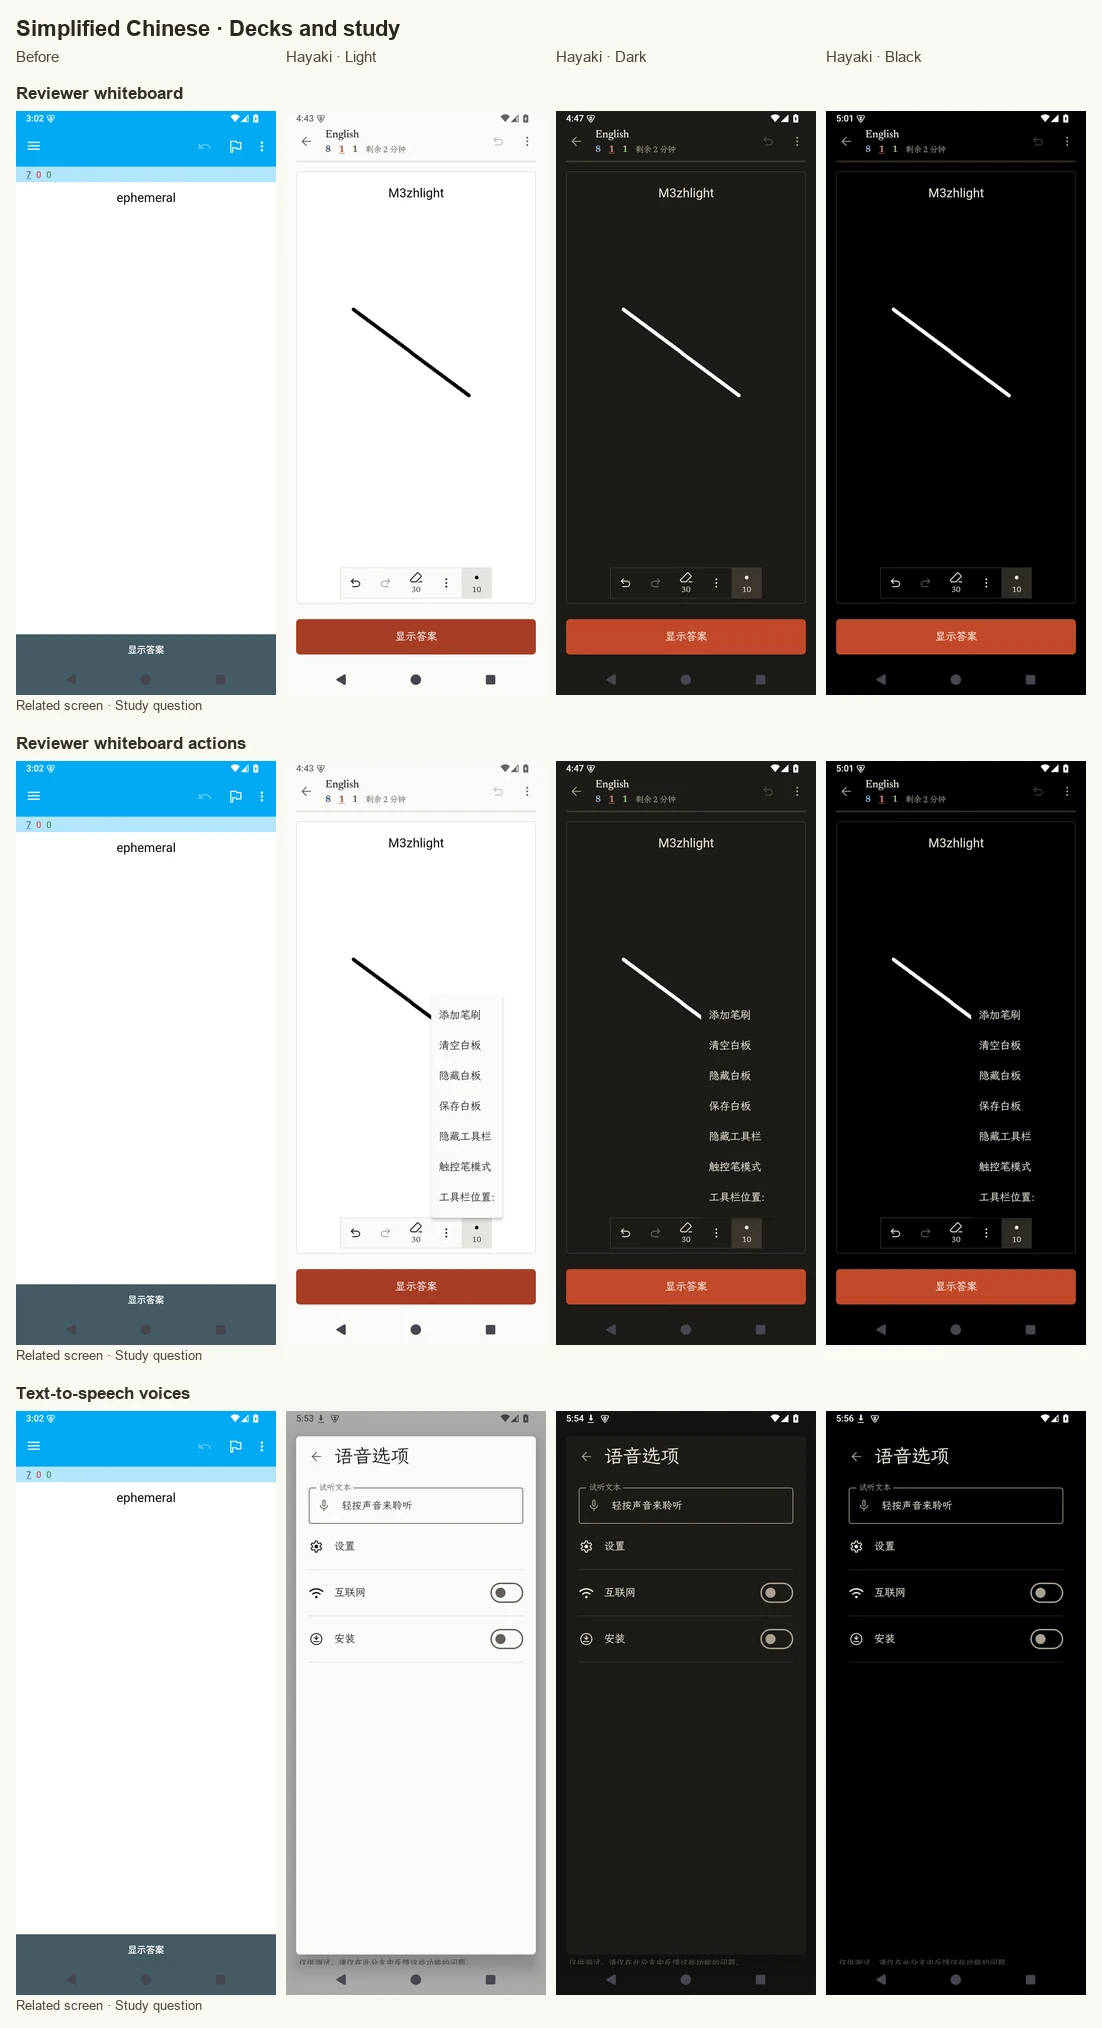 Simplified Chinese · Decks and study
Before
Hayaki · Light
Hayaki · Dark
Hayaki · Black
Reviewer whiteboard
3:02
7 0 0
ephemeral
显示答案
Related screen · Study question
4:43
English
8 1 1 剩余 2 分钟
M3zhlight
30
10
显示答案
4:47
English
8 1 1 剩余 2 分钟
M3zhlight
30
10
显示答案
5:01
English
8 1 1 剩余 2 分钟
M3zhlight
30
10
显示答案
Reviewer whiteboard actions
3:02
7 0 0
ephemeral
显示答案
Related screen · Study question
4:43
English
8 1 1 剩余 2 分钟
M3zhlight
添加笔刷
清空白板
隐藏白板
保存白板
隐藏工具栏
触控笔模式
工具栏位置:
30
10
显示答案
4:47
English
8 1 1 剩余 2 分钟
M3zhlight
添加笔刷
清空白板
隐藏白板
保存白板
隐藏工具栏
触控笔模式
工具栏位置:
30
10
显示答案
5:01
English
8 1 1 剩余 2 分钟
M3zhlight
添加笔刷
清空白板
隐藏白板
保存白板
隐藏工具栏
触控笔模式
工具栏位置:
30
10
显示答案
Text-to-speech voices
3:02
7 0 0
ephemeral
显示答案
Related screen · Study question
5:53
语音选项
试听文本
轻按声音来聆听
设置
互联网
安装
5:54
语音选项
试听文本
轻按声音来聆听
设置
互联网
安装
5:56
语音选项
试听文本
轻按声音来聆听
设置
互联网
安装